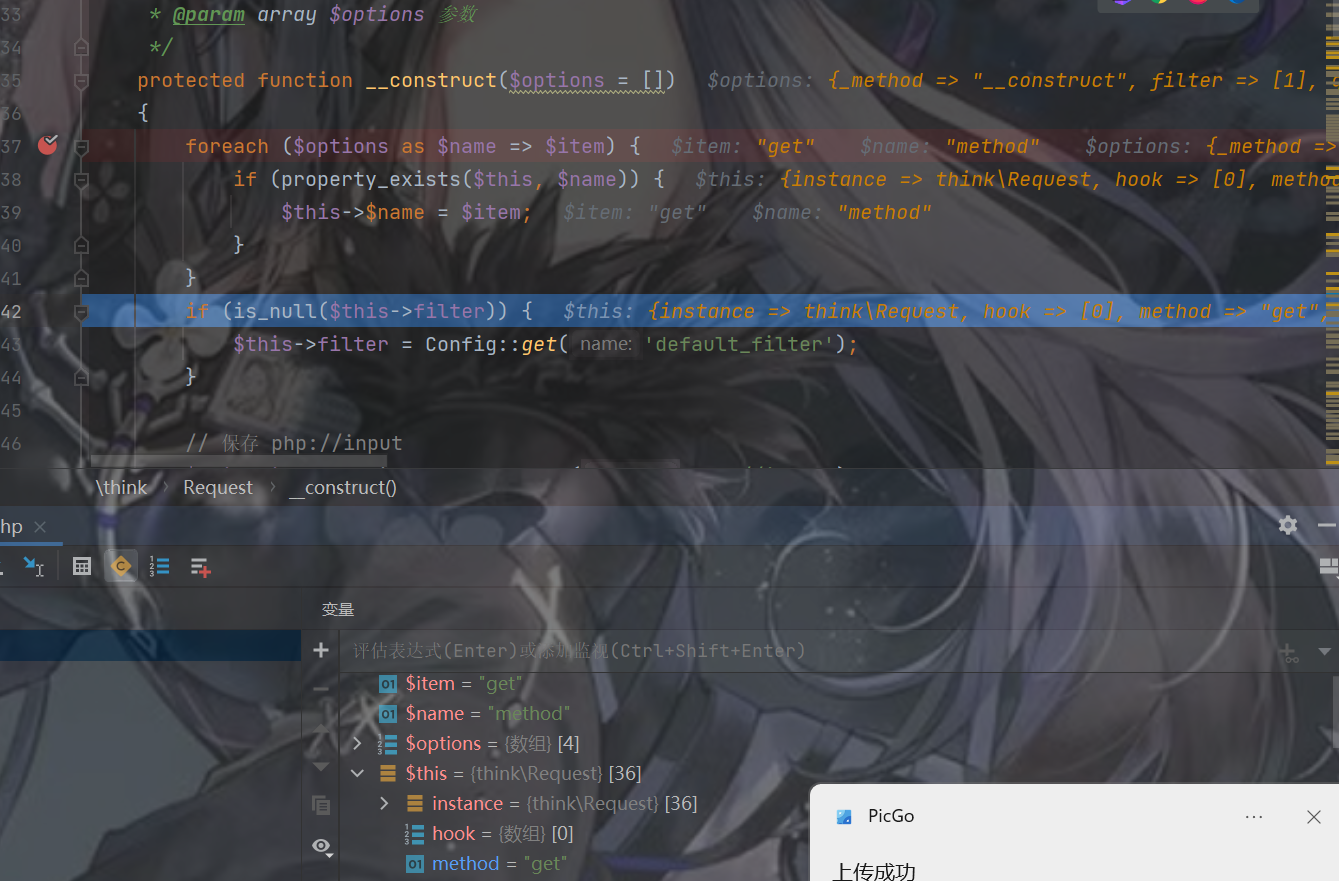 33 * @param array $options 参数
34 */
35 protected function __construct($options = []) $options: {_method => "__construct", filter => [1],
36 {
37 foreach ($options as $name => $item) { $item: "get" $name: "method" $options: {_method =>
38 if (property_exists($this, $name)) { $this: {instance => think\Request, hook => [0], method
39 $this->$name = $item; $item: "get" $name: "method"
40 }
41 }
42 if (is_null($this->filter)) { $this: {instance => think\Request, hook => [0], method => "get",
43 $this->filter = Config::get( name: 'default_filter');
44 }
45
46 // 保存 php://input
\think › Request › __construct()
hp ×
变量
评估表达式(Enter)或添加监视(Ctrl+Shift+Enter)
$item = "get"
$name = "method"
$options = {数组} [4]
$this = {think\Request} [36]
instance = {think\Request} [36]
hook = {数组} [0]
method = "get"
PicGo
上传成功